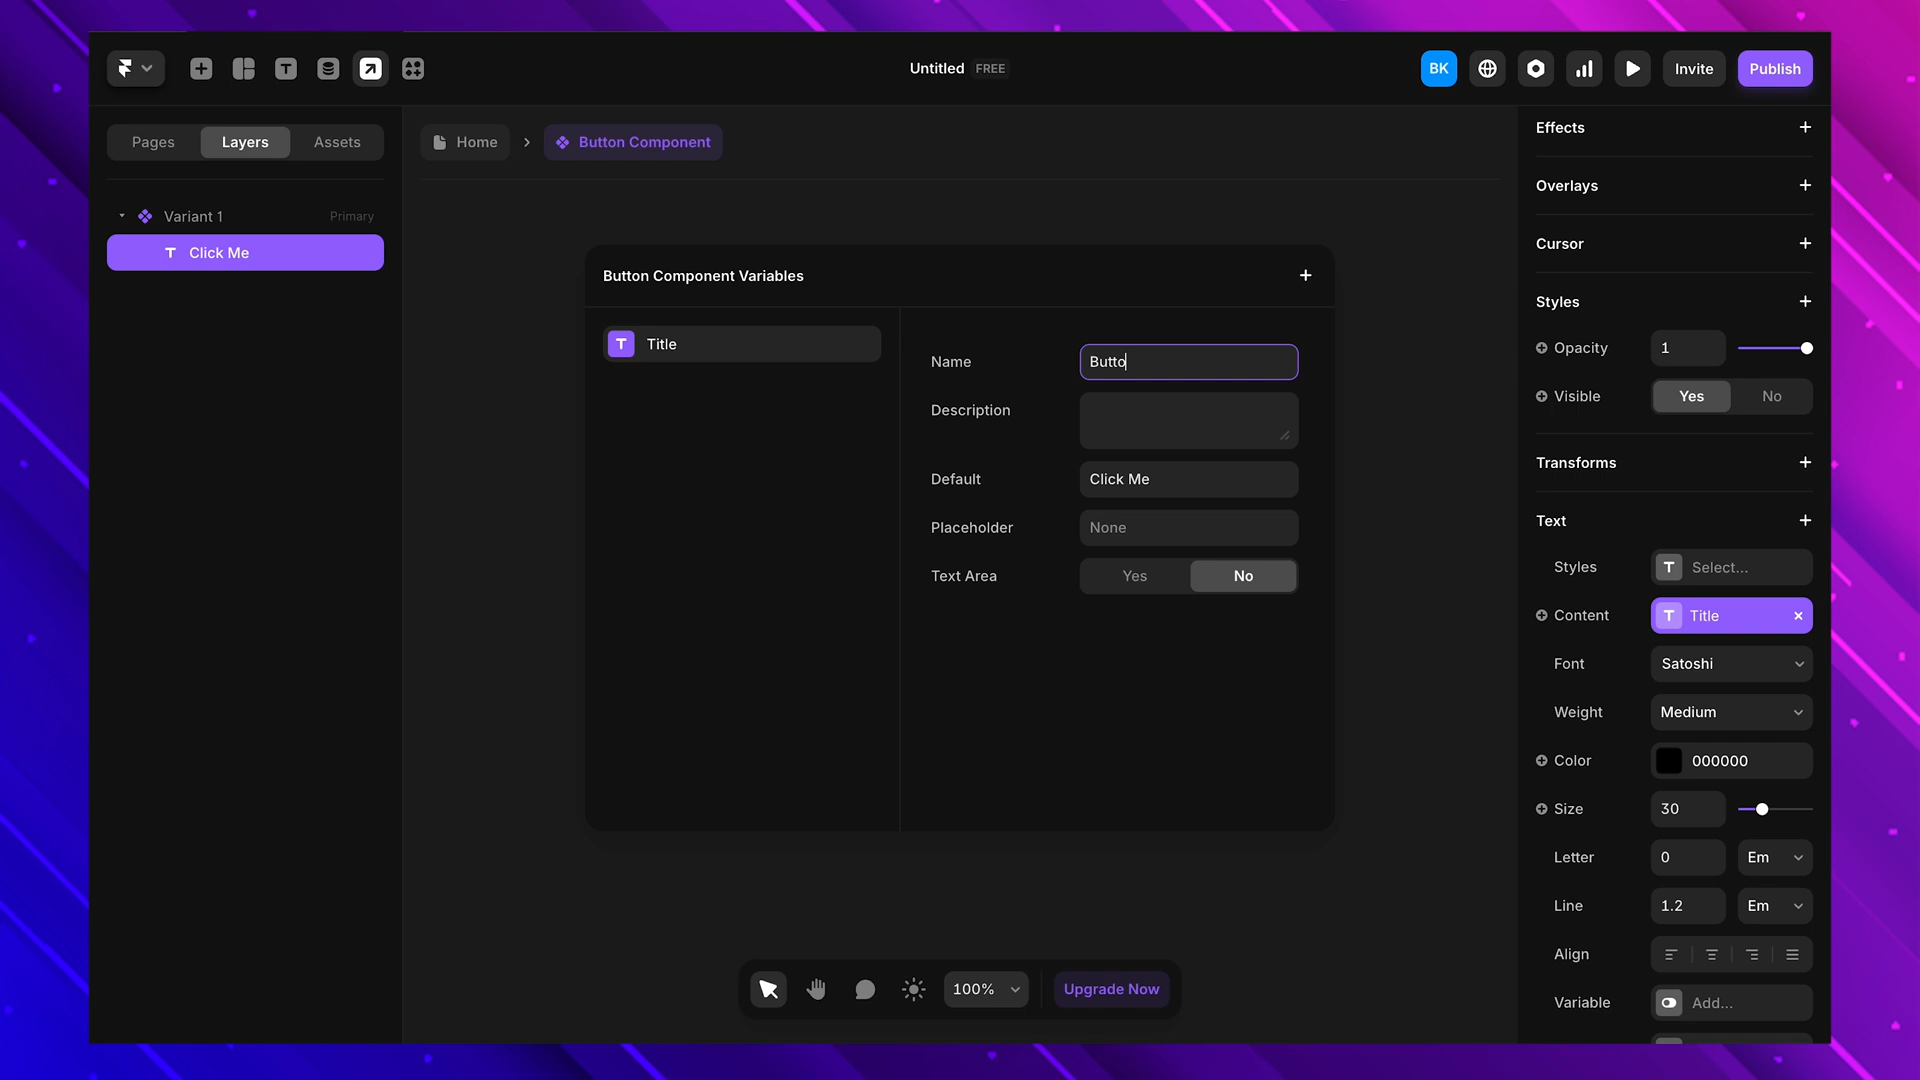 Untitled FREE
BK
Invite
Publish
Pages
Layers
Assets
Home
Button Component
Variant 1
Primary
T Click Me
Button Component Variables
T Title
Name
Butto
Description
Default
Click Me
Placeholder
None
Text Area
Yes
No
Effects
Overlays
Cursor
Styles
Opacity
1
Visible
Yes
No
Transforms
Text
Styles
T Select...
Content
T Title
Font
Satoshi
Weight
Medium
Color
000000
Size
30
Letter
0
Em
Line
1.2
Em
Align
Variable
Add...
100%
Upgrade Now